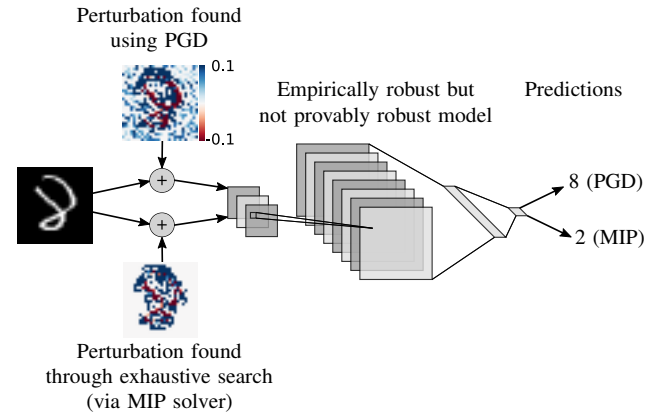 Perturbation found
using PGD
0.1
-0.1
Empirically robust but
not provably robust model
Predictions
+
+
8 (PGD)
2 (MIP)
Perturbation found
through exhaustive search
(via MIP solver)